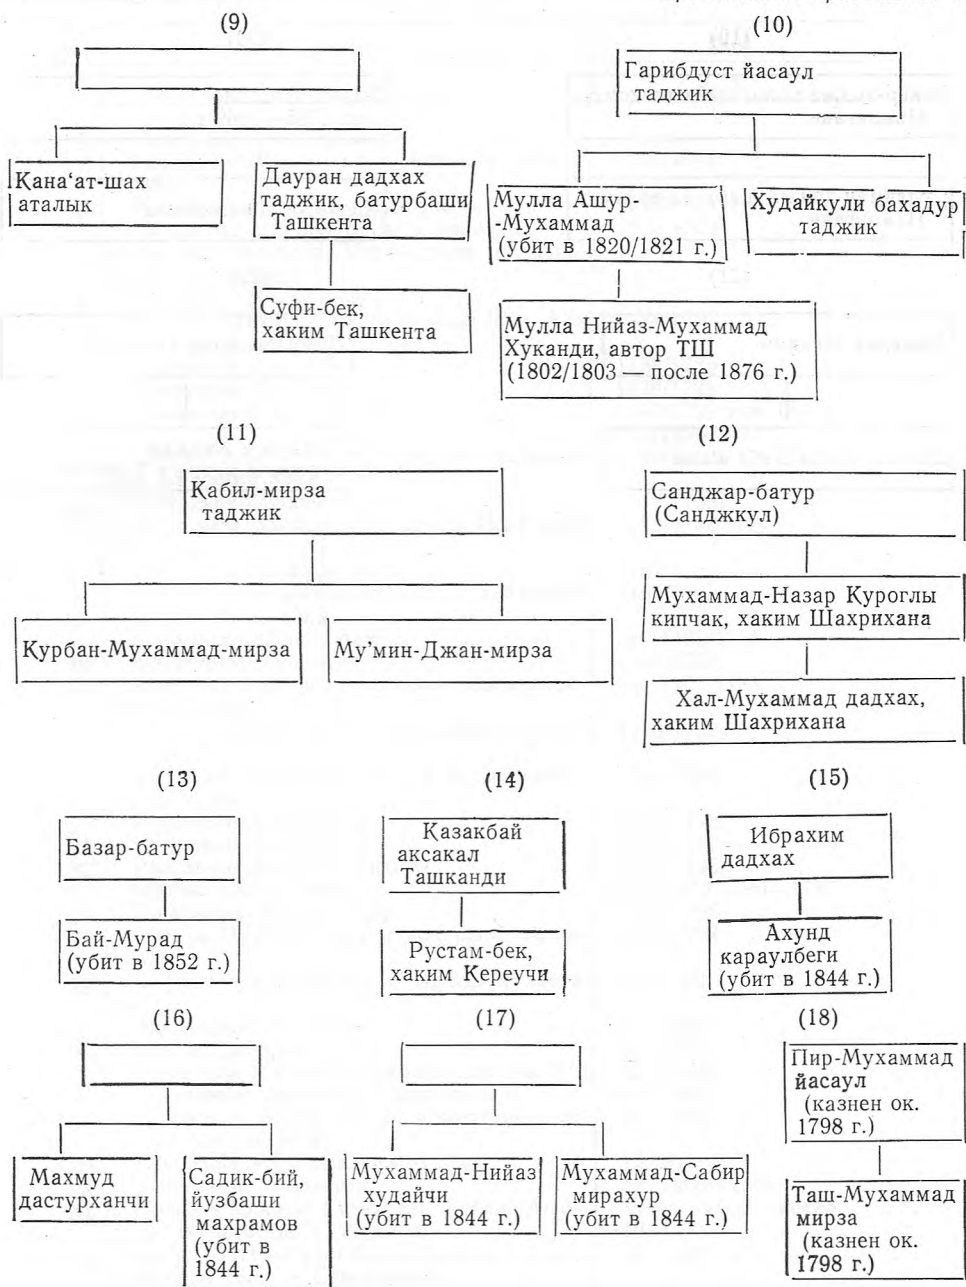 (9)
Кана‘ат-шах
аталык
Дауран дадхах
таджик, батурбаши
Ташкента
Суфи-бек,
хаким Ташкента
(10)
Гарибдуст йасаул
таджик
Мулла Ашур-
-Мухаммад
(убит в 1820/1821 г.)
Худайкули бахадур
таджик
Мулла Нийаз-Мухаммад
Хуканди, автор ТШ
(1802/1803 — после 1876 г.)
(11)
Кабил-мирза
таджик
Курбан-Мухаммад-мирза
Му’мин-Джан-мирза
(12)
Санджар-батур
(Санджкул)
Мухаммад-Назар Куроглы
кипчак, хаким Шахрихана
Хал-Мухаммад дадхах,
хаким Шахрихана
(13)
Базар-батур
Бай-Мурад
(убит в 1852 г.)
(14)
Казакбай
аксакал
Ташканди
Рустам-бек,
хаким Кереучи
(15)
Ибрахим
дадхах
Ахунд
караулбеги
(убит в 1844 г.)
(16)
Махмуд
дастурханчи
Садик-бий,
йузбаши
махрамов
(убит в
1844 г.)
(17)
Мухаммад-Нийаз
худайчи
(убит в 1844 г.)
Мухаммад-Сабир
мирахур
(убит в 1844 г.)
(18)
Пир-Мухаммад
йасаул
(казнен ок.
1798 г.)
Таш-Мухаммад
мирза
(казнен ок.
1798 г.)